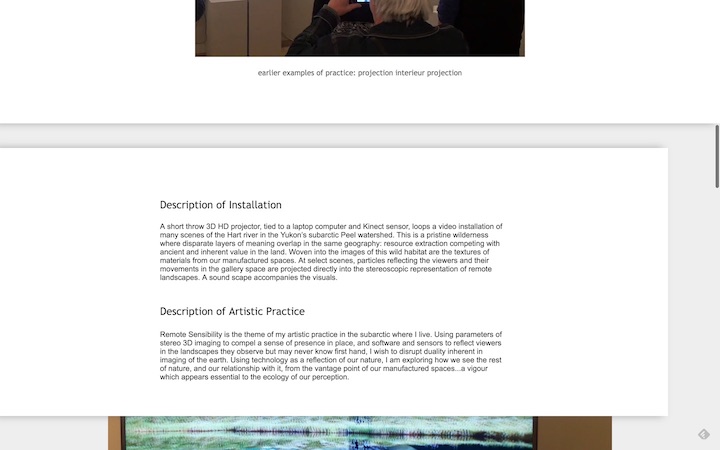 earlier examples of practice: projection interieur projection
Description of Installation
A short throw 3D HD projector, tied to a laptop computer and Kinect sensor, loops a video installation of
many scenes of the Hart river in the Yukon's subarctic Peel watershed. This is a pristine wilderness
where disparate layers of meaning overlap in the same geography: resource extraction competing with
ancient and inherent value in the land. Woven into the images of this wild habitat are the textures of
materials from our manufactured spaces. At select scenes, particles reflecting the viewers and their
movements in the gallery space are projected directly into the stereoscopic representation of remote
landscapes. A sound scape accompanies the visuals.
Description of Artistic Practice
Remote Sensibility is the theme of my artistic practice in the subarctic where I live. Using parameters of
stereo 3D imaging to compel a sense of presence in place, and software and sensors to reflect viewers
in the landscapes they observe but may never know first hand, I wish to disrupt duality inherent in
imaging of the earth. Using technology as a reflection of our nature, I am exploring how we see the rest
of nature, and our relationship with it, from the vantage point of our manufactured spaces...a vigour
which appears essential to the ecology of our perception.